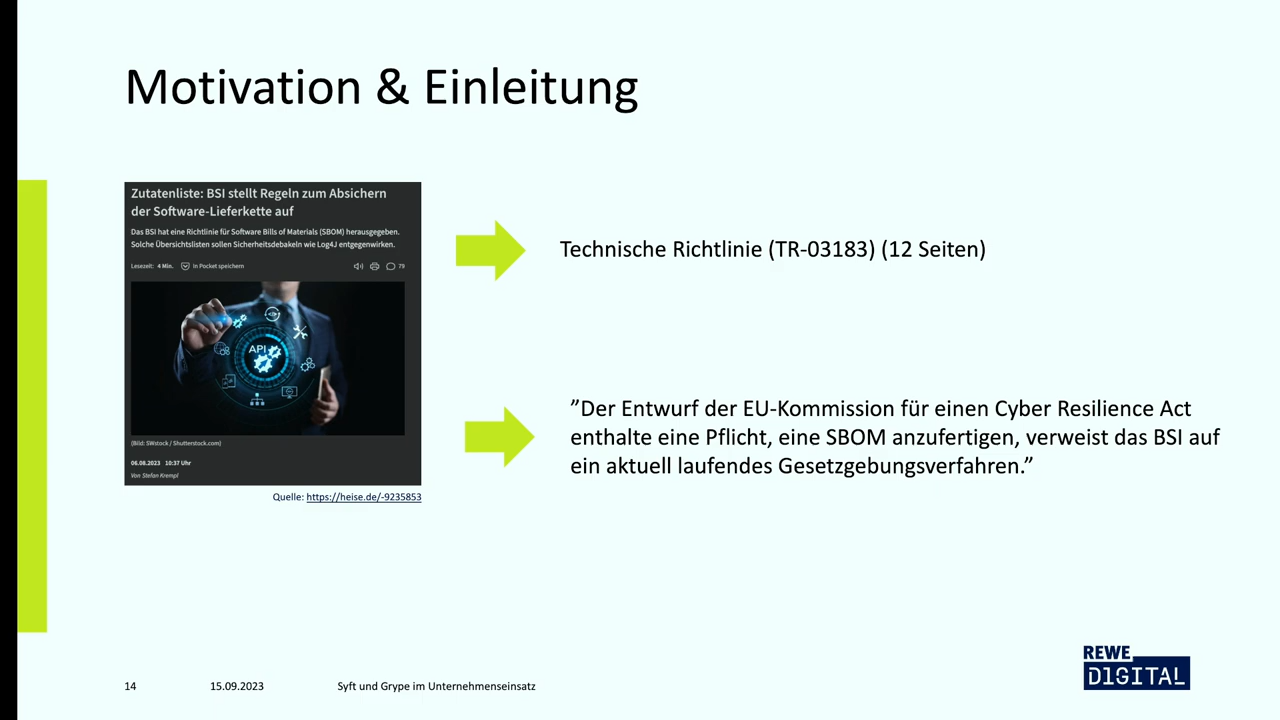 Motivation & Einleitung
Zutatenliste: BSI stellt Regeln zum Absichern
der Software-Lieferkette auf
Das BSI hat eine Richtlinie für Software Bills of Materials (SBOM) herausgegeben.
Solche Übersichtslisten sollen Sicherheitsdebakeln wie Log4J entgegenwirken.
Lesezeit: 4 Min. In Pocket speichern 79
API
(Bild: SWstock / Shutterstock.com)
06.08.2023 10:37 Uhr
Von Stefan Krempl
Quelle: https://heise.de/-9235853
Technische Richtlinie (TR-03183) (12 Seiten)
”Der Entwurf der EU-Kommission für einen Cyber Resilience Act
enthalte eine Pflicht, eine SBOM anzufertigen, verweist das BSI auf
ein aktuell laufendes Gesetzgebungsverfahren.”
14 15.09.2023 Syft und Grype im Unternehmenseinsatz
REWE
D1GITAL